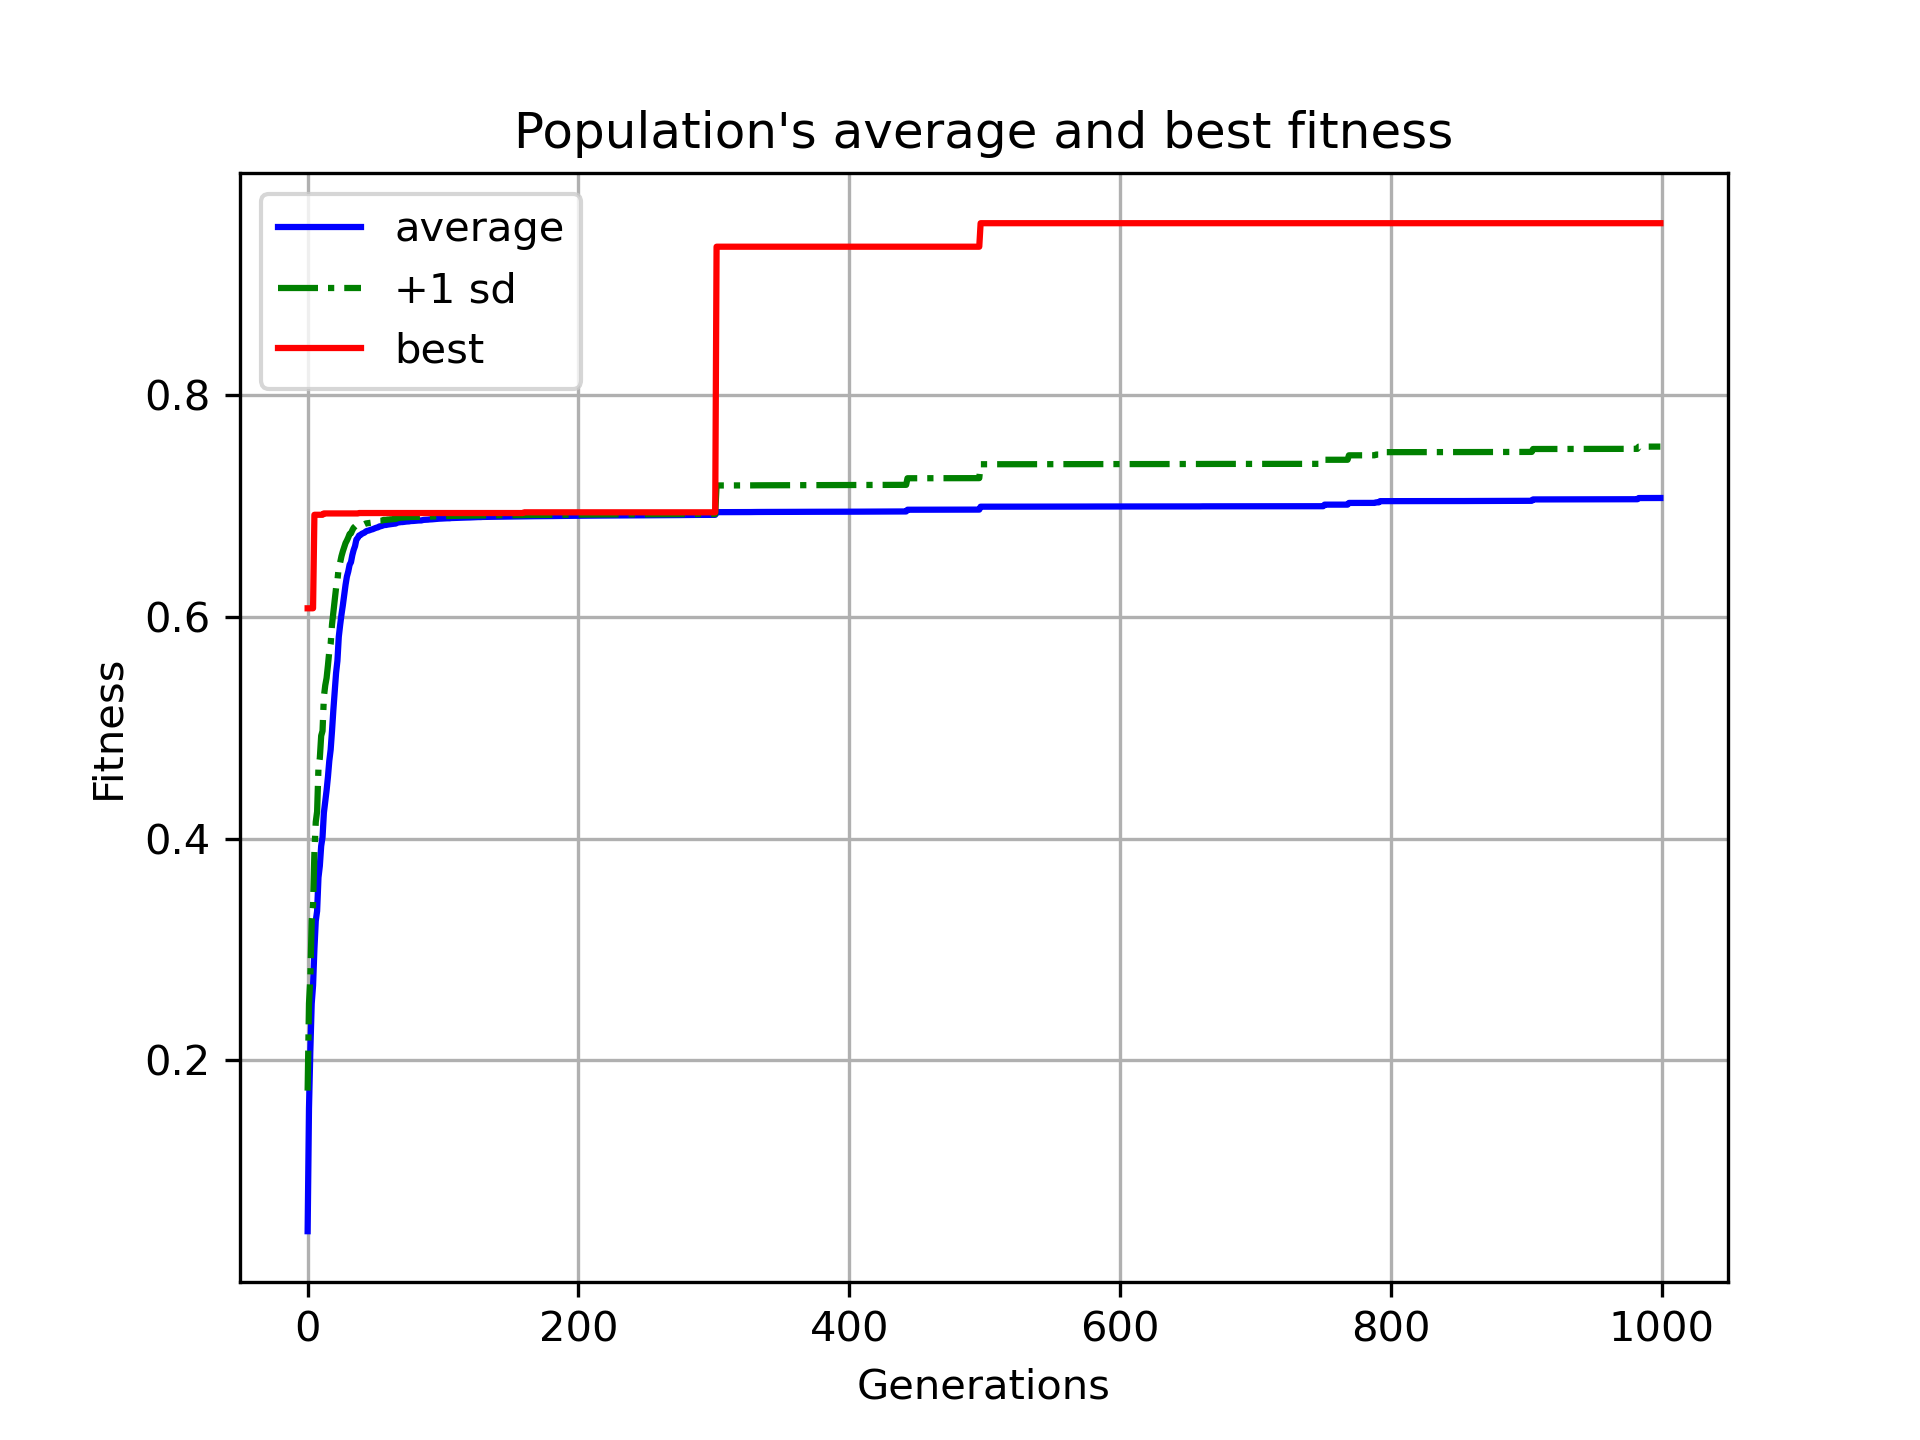 Population's average and best fitness
average
+1 sd
best
0.8
0.6
0.4
0.2
Fitness
0 200 400 600 800 1000
Generations